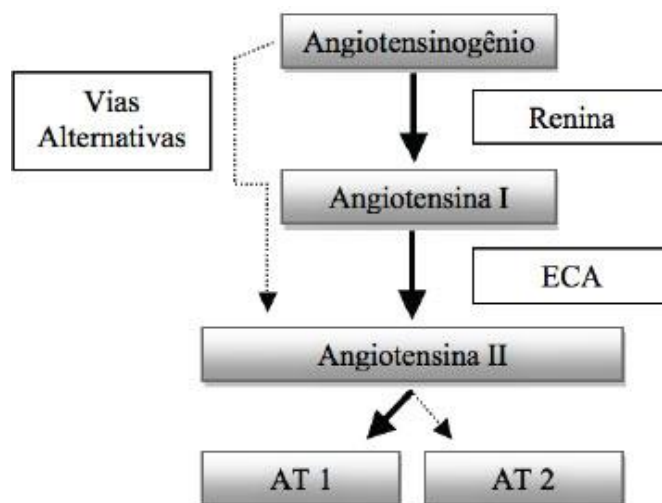 Angiotensinogênio
Vias
Alternativas
Renina
Angiotensina I
ECA
Angiotensina II
AT 1
AT 2